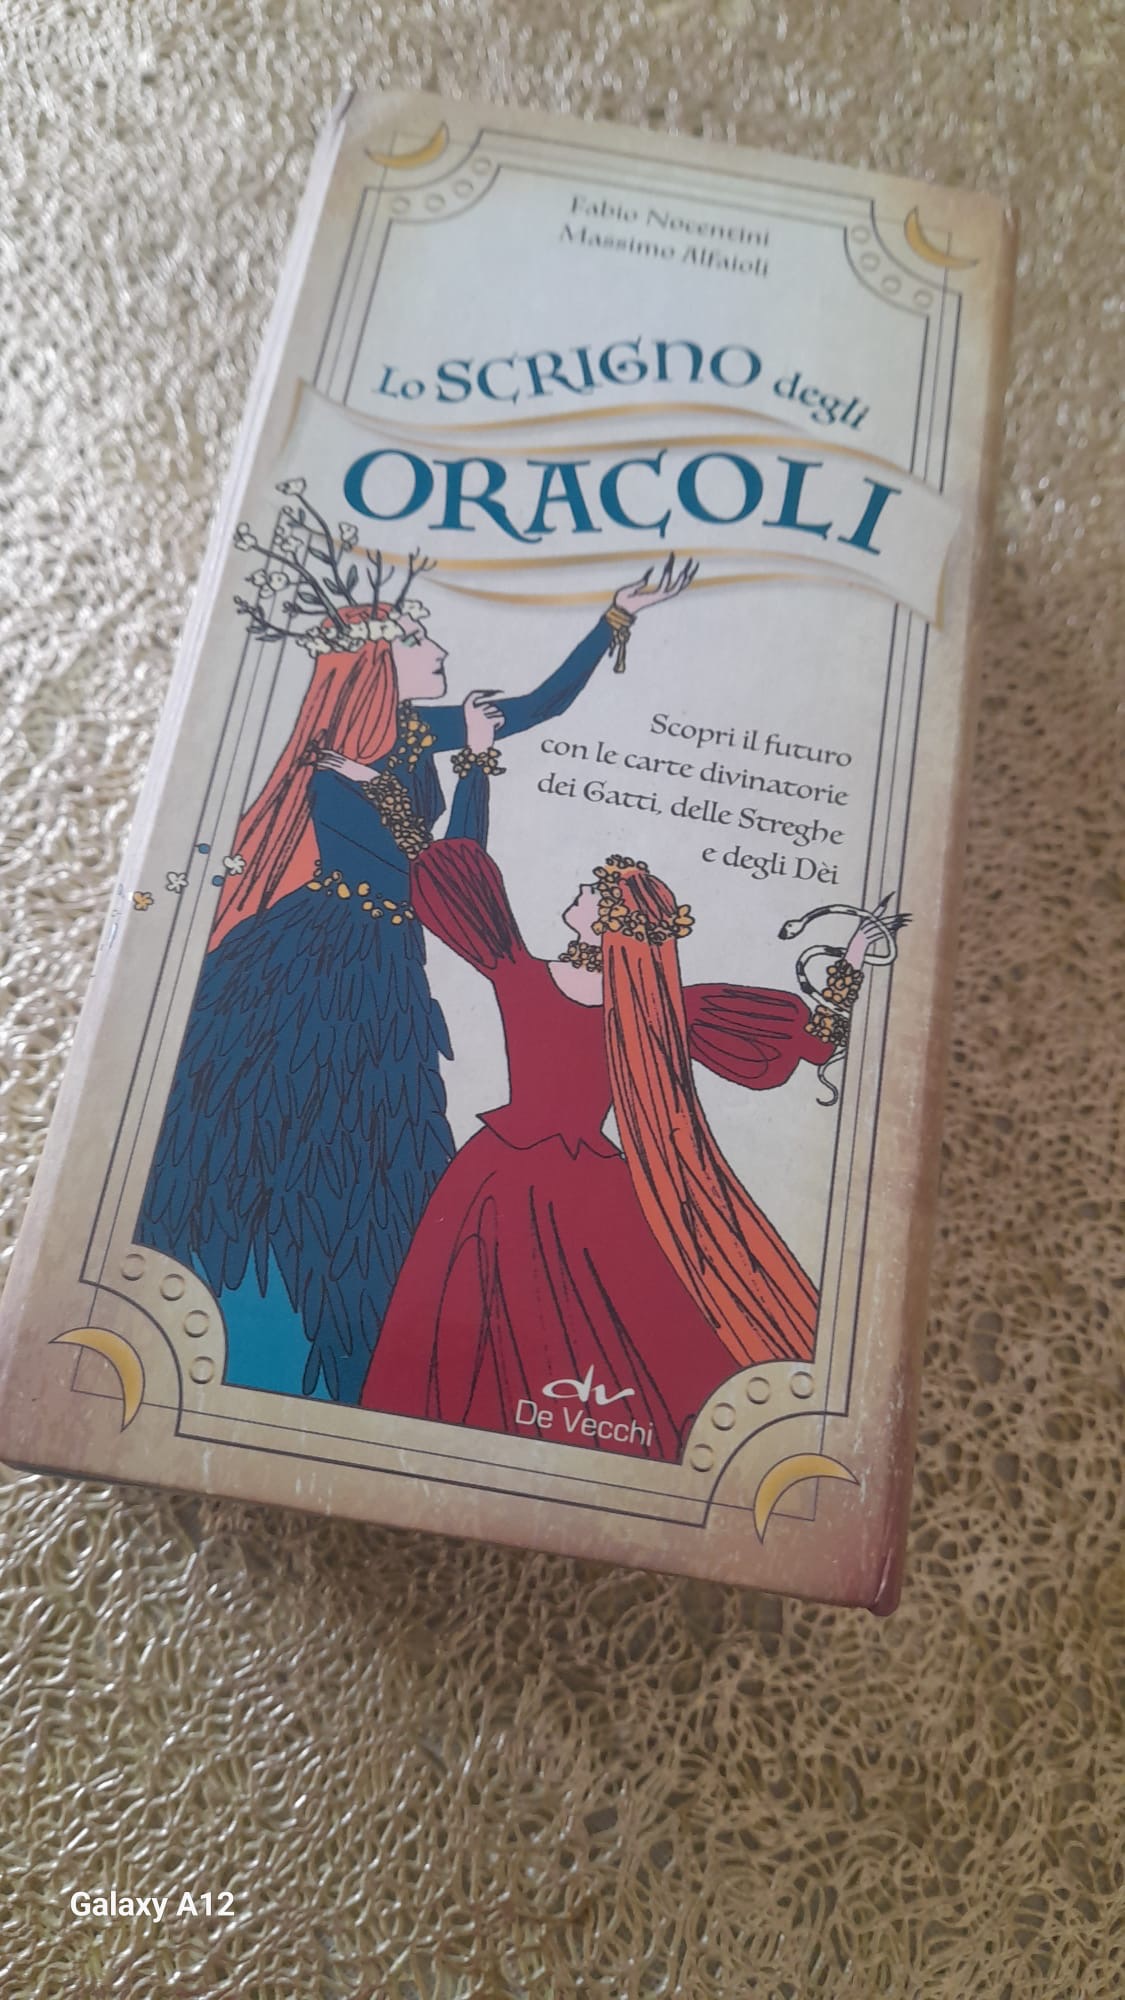 Fabio Nocentini
Massimo Alfaioli
Lo SCRIGNO degli
ORACOLI
Scopri il futuro
con le carte divinatorie
dei Gatti, delle Streghe
e degli Dèi
dv
De Vecchi
Galaxy A12